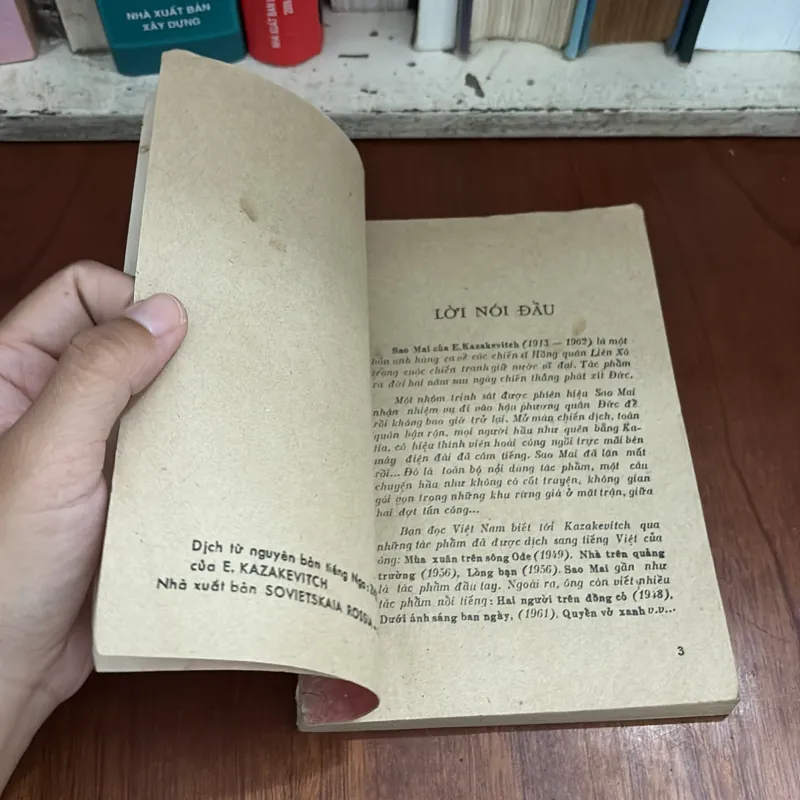 NHÀ XUẤT BẢN
XÂY DỰNG
NHÀ XUẤT BẢN
Dịch từ nguyên bản tiếng Nga:
của E. KAZAKEVITCH
Nhà xuất bản SOVIETSKAIA
LỜI NÓI ĐẦU
Sao Mai của E.Kazakevitch (1913 — 1962) là một
bản anh hùng ca về các chiến sĩ Hồng quân Liên Xô
trong cuộc chiến tranh giữ nước vĩ đại. Tác phẩm
ra đời hai năm sau ngày chiến thắng phát xít Đức.
Một nhóm trinh sát được phiên hiệu Sao Mai
nhận nhiệm vụ đi vào hậu phương quân Đức để
rồi không bao giờ trở lại. Mở màn chiến dịch, toàn
quân bận rộn, mọi người hầu như quên bẵng Ka-
tia, cô hiệu thính viên hoài công ngồi trực mãi bên
máy điện đài đã câm tiếng. Sao Mai đã lặn mất
rồi... Đó là toàn bộ nội dung tác phẩm, một câu
chuyện hầu như không có cốt truyện, không gian
gói gọn trong những khu rừng già ở mặt trận, giữa
hai đợt tấn công...
Bạn đọc Việt Nam biết tới Kazakevitch qua
những tác phẩm đã được dịch sang tiếng Việt của
ông: Mùa xuân trên sông Ođe (1949), Nhà trên quảng
trường (1956), Lòng bạn (1956). Sao Mai gần như
là tác phẩm đầu tay. Ngoài ra, ông còn viết nhiều
tác phẩm nổi tiếng: Hai người trên đồng cỏ (1948),
Dưới ánh sáng ban ngày, (1961), Quyển vở xanh v.v...
3